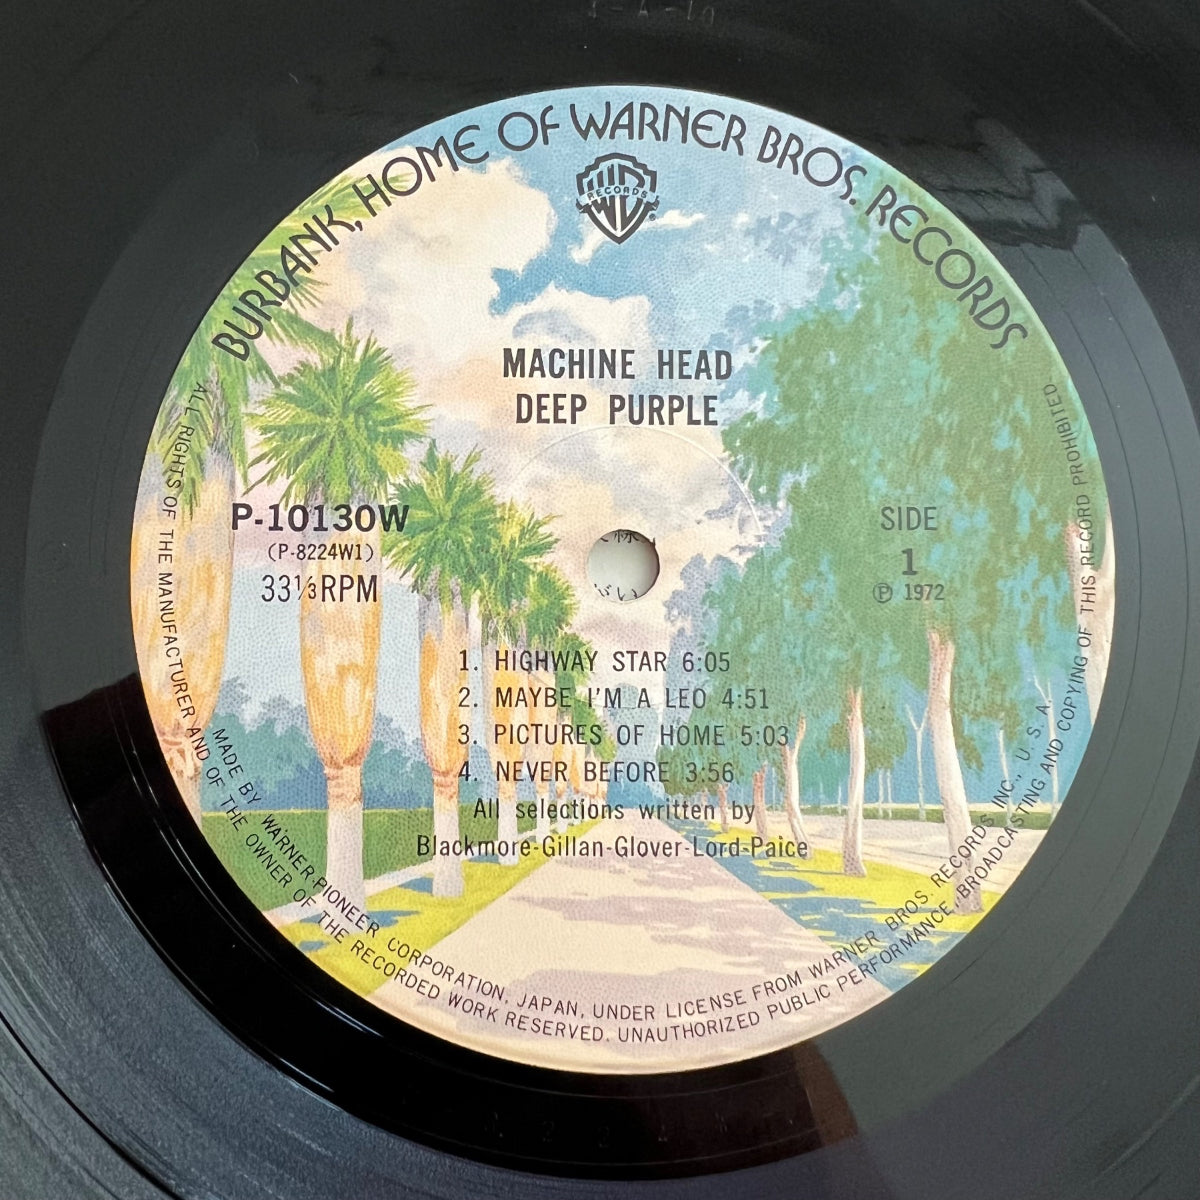 BURBANK, HOME OF WARNER BROS. RECORDS
RECORDS
MACHINE HEAD
DEEP PURPLE
P-10130W
(P-8224W1)
33⅓RPM
SIDE
1
Ⓟ 1972
1. HIGHWAY STAR 6:05
2. MAYBE I'M A LEO 4:51
3. PICTURES OF HOME 5:03
4. NEVER BEFORE 3:56
All selections written by
Blackmore-Gillan-Glover-Lord-Paice
MADE BY WARNER-PIONEER CORPORATION, JAPAN, UNDER LICENSE FROM WARNER BROS. RECORDS INC., U. S. A.
ALL RIGHTS OF THE MANUFACTURER AND OF THE OWNER OF THE RECORDED WORK RESERVED. UNAUTHORIZED PUBLIC PERFORMANCE, BROADCASTING AND COPYING OF THIS RECORD PROHIBITED